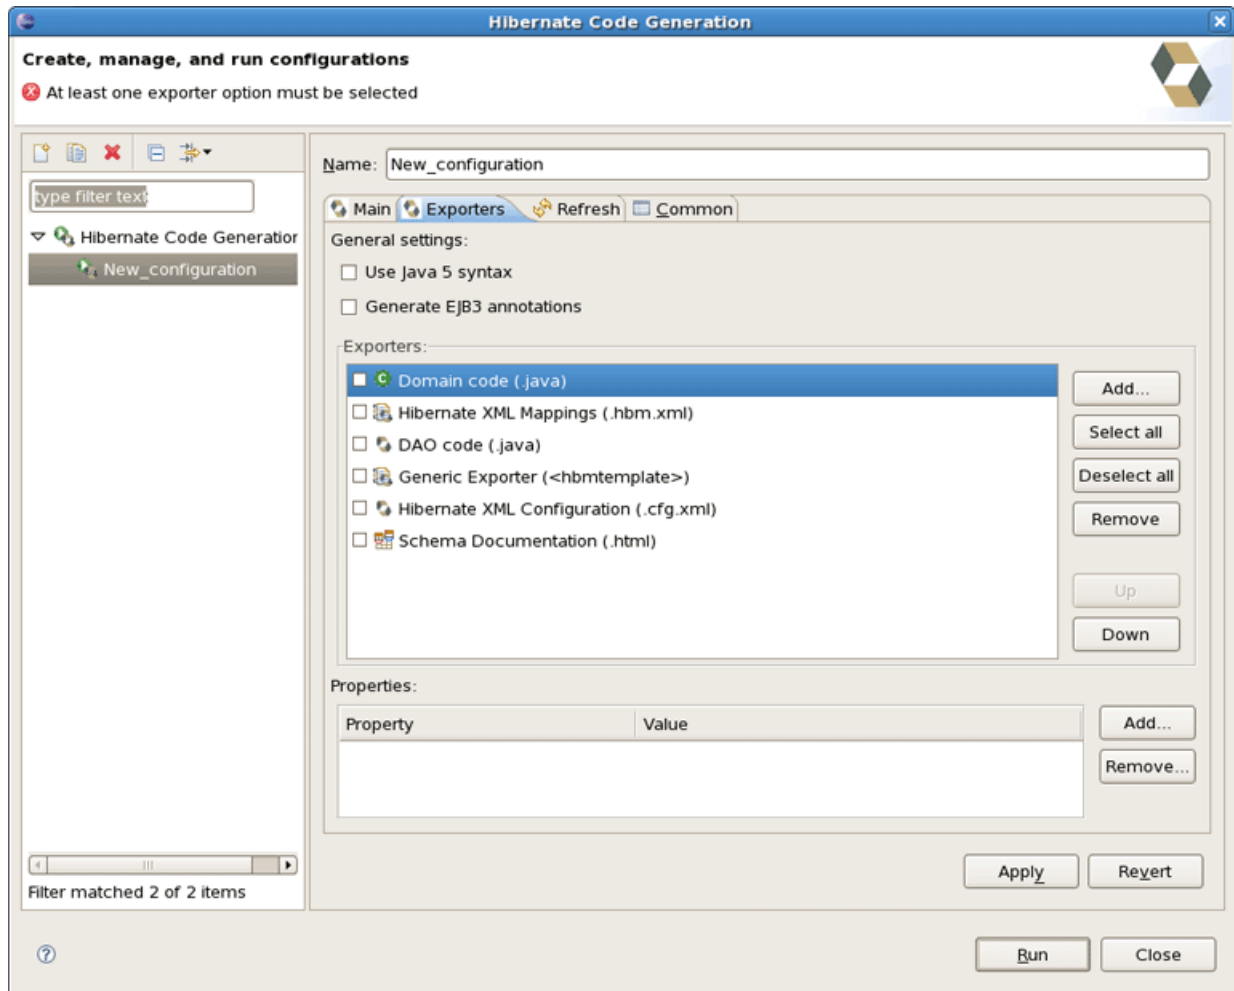 Hibernate Code Generation
Create, manage, and run configurations
At least one exporter option must be selected
type filter text
Hibernate Code Generation
New_configuration
Filter matched 2 of 2 items
Name: New_configuration
Main Exporters Refresh Common
General settings:
Use Java 5 syntax
Generate EJB3 annotations
Exporters:
Domain code (.java)
Hibernate XML Mappings (.hbm.xml)
DAO code (.java)
Generic Exporter (<hbmtemplate>)
Hibernate XML Configuration (.cfg.xml)
Schema Documentation (.html)
Add...
Select all
Deselect all
Remove
Up
Down
Properties:
Property Value
Add...
Remove...
Apply Revert
Run Close